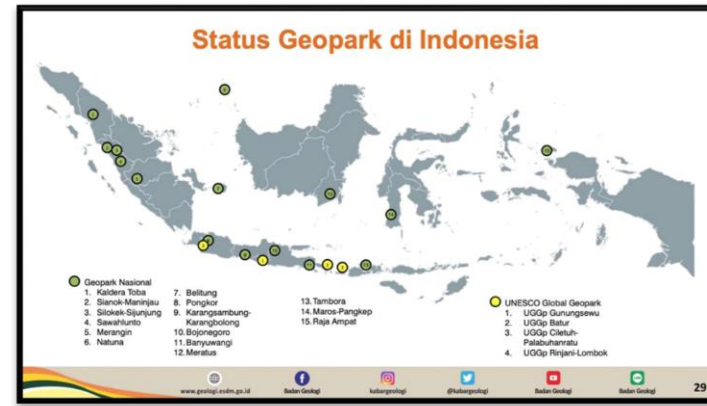 Status Geopark di Indonesia
Geopark Nasional
1. Kaldera Toba
2. Sianok-Maninjau
3. Silokek-Sijunjung
4. Sawahlunto
5. Merangin
6. Natuna
7. Belitung
8. Pongkor
9. Karangsambung-
Karangbolong
10. Bojonegoro
11. Banyuwangi
12. Meratus
13. Tambora
14. Maros-Pangkep
15. Raja Ampat
UNESCO Global Geopark
1. UGGp Gunungsewu
2. UGGp Batur
3. UGGp Ciletuh-
Palabuhanratu
4. UGGp Rinjani-Lombok
www.geologi.esdm.go.id
Badan Geologi
kabargeologi
@kabargeologi
Badan Geologi
Badan Geologi
29